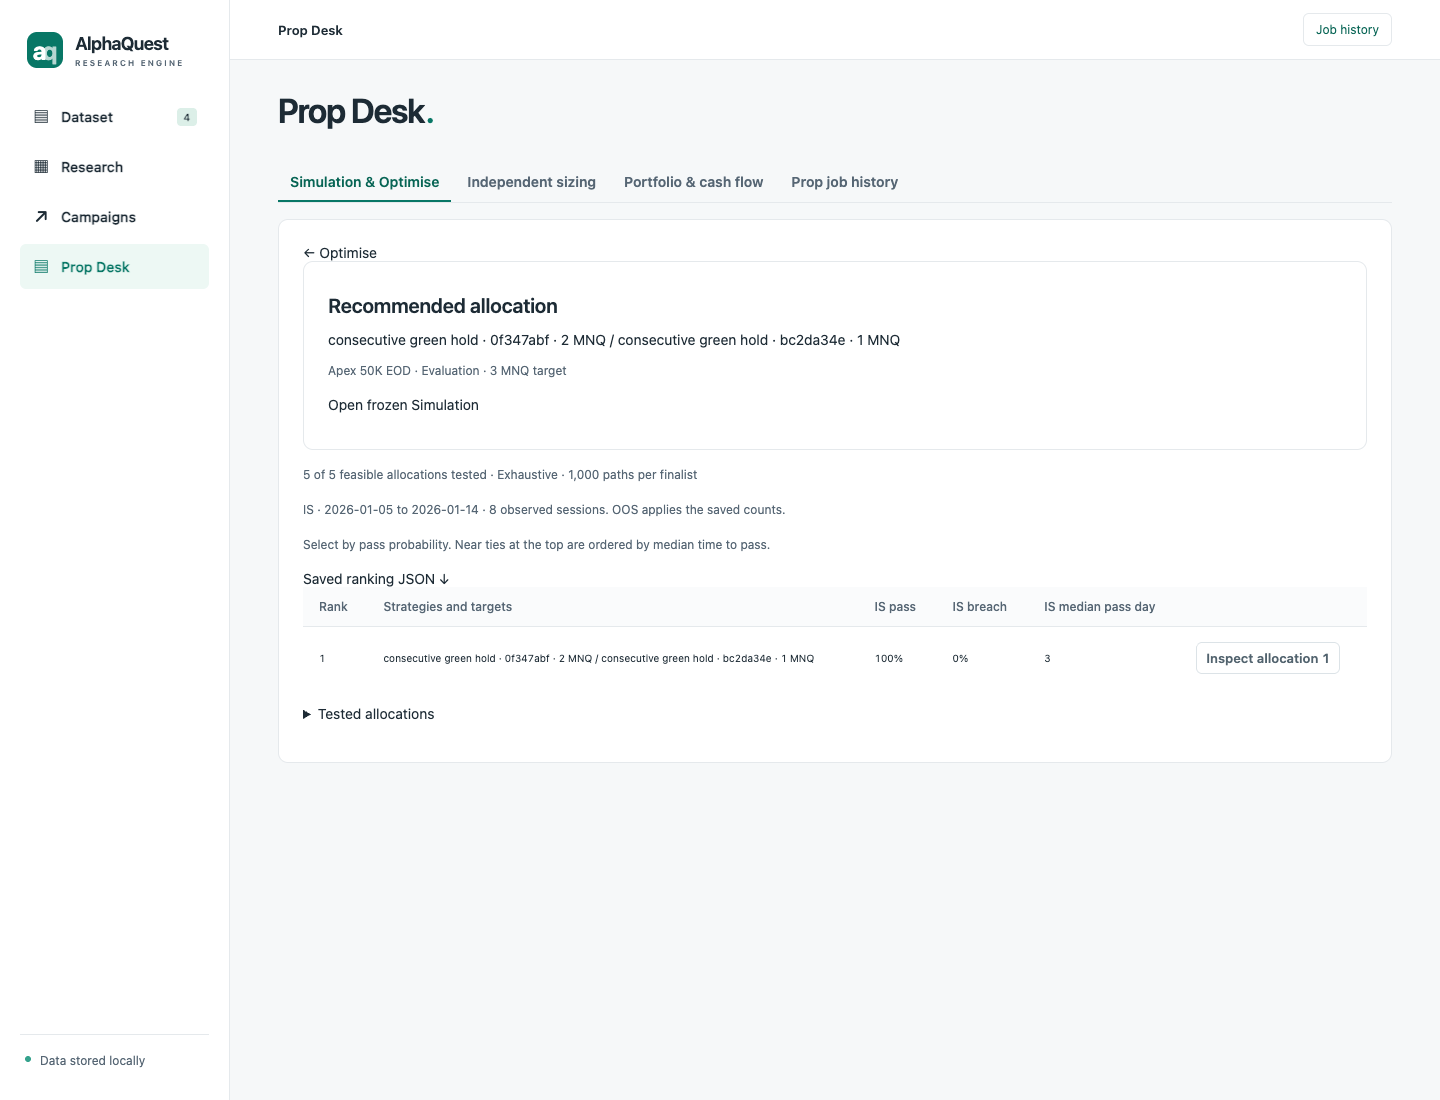 aq AlphaQuest
RESEARCH ENGINE
Dataset 4
Research
Campaigns
Prop Desk
Data stored locally
Prop Desk
Job history
Prop Desk.
Simulation & Optimise Independent sizing Portfolio & cash flow Prop job history
← Optimise
Recommended allocation
consecutive green hold · 0f347abf · 2 MNQ / consecutive green hold · bc2da34e · 1 MNQ
Apex 50K EOD · Evaluation · 3 MNQ target
Open frozen Simulation
5 of 5 feasible allocations tested · Exhaustive · 1,000 paths per finalist
IS · 2026-01-05 to 2026-01-14 · 8 observed sessions. OOS applies the saved counts.
Select by pass probability. Near ties at the top are ordered by median time to pass.
Saved ranking JSON ↓
Rank Strategies and targets IS pass IS breach IS median pass day
1 consecutive green hold · 0f347abf · 2 MNQ / consecutive green hold · bc2da34e · 1 MNQ 100% 0% 3 Inspect allocation 1
▶ Tested allocations